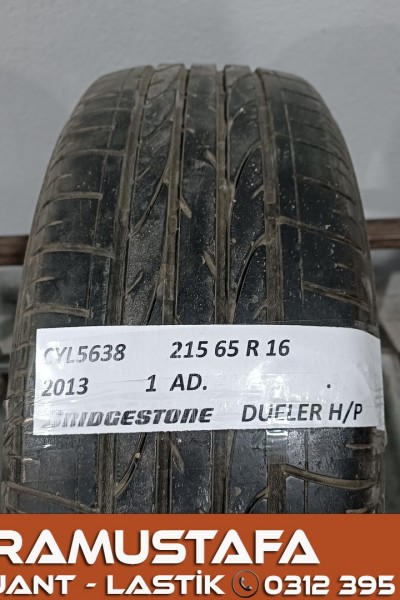 CYL5638 215 65 R 16
2013 1 AD. .
BRIDGESTONE DUELER H/P
RAMUSTAFA
JANT - LASTİK 0312 395